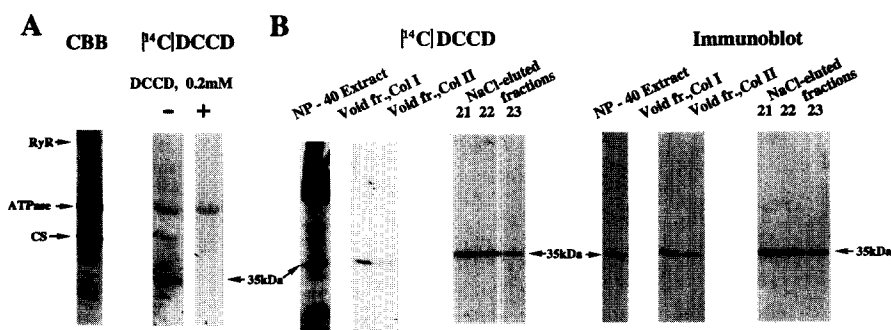 A
CBB
[14C]DCCD
DCCD, 0.2mM
- +
RyR
ATPase
CS
35kDa
B
[14C]DCCD
NP - 40 Extract
Void fr.,Col I
Void fr.,Col II
NaCl-eluted
fractions
21 22 23
35kDa
Immunoblot
NP - 40 Extract
Void fr.,Col I
Void fr.,Col II
NaCl-eluted
fractions
21 22 23
35kDa